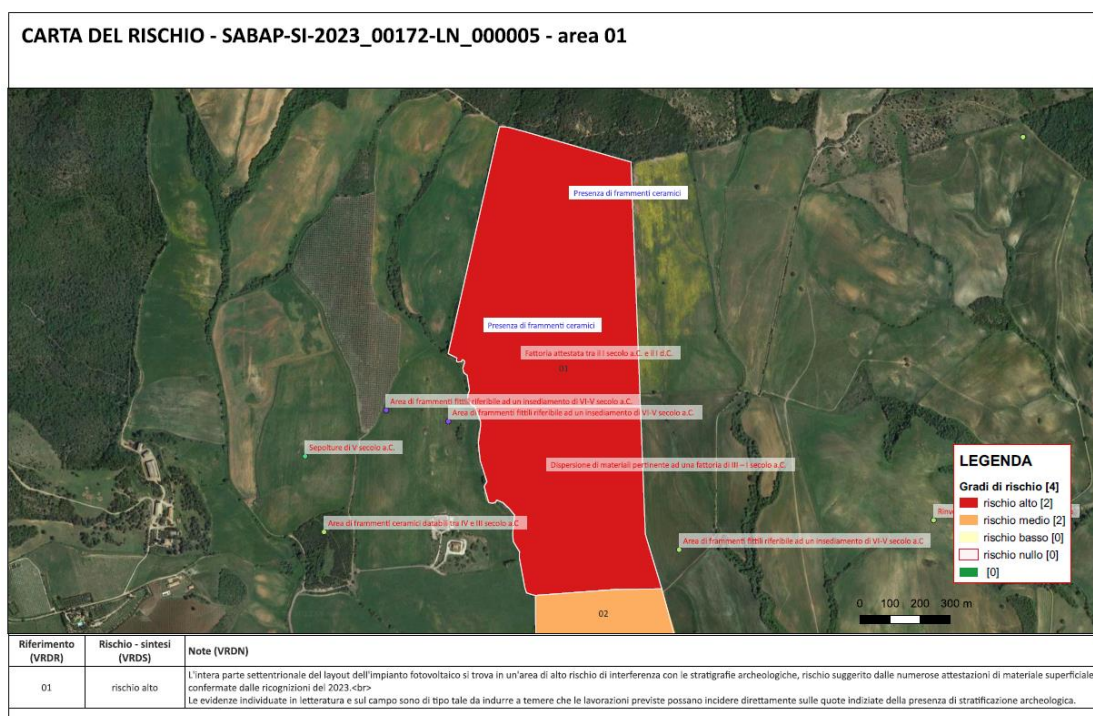 CARTA DEL RISCHIO - SABAP-SI-2023_00172-LN_000005 - area 01
Presenza di frammenti ceramici
Presenza di frammenti ceramici
Fattoria attestata tra il I secolo a.C. e il I d.C.
01
Area di frammenti fittili riferibile ad un insediamento di VI-V secolo a.C.
Area di frammenti fittili riferibile ad un insediamento di VI-V secolo a.C.
Sepolture di V secolo a.C.
Dispersione di materiali pertinente ad una fattoria di III – I secolo a.C.
Area di frammenti ceramici databili tra IV e III secolo a.C
Area di frammenti fittili riferibile ad un insediamento di VI-V secolo a.C
02
LEGENDA
Gradi di rischio [4]
rischio alto [2]
rischio medio [2]
rischio basso [0]
rischio nullo [0]
[0]
0 100 200 300 m
Riferimento (VRDR) Rischio - sintesi (VRDS) Note (VRDN)
01 rischio alto
L'intera parte settentrionale del layout dell'impianto fotovoltaico si trova in un'area di alto rischio di interferenza con le stratigrafie archeologiche, rischio suggerito dalle numerose attestazioni di materiale superficiale
confermate dalle ricognizioni del 2023.<br>
Le evidenze individuate in letteratura e sul campo sono di tipo tale da indurre a temere che le lavorazioni previste possano incidere direttamente sulle quote indiziate della presenza di stratificazione archeologica.